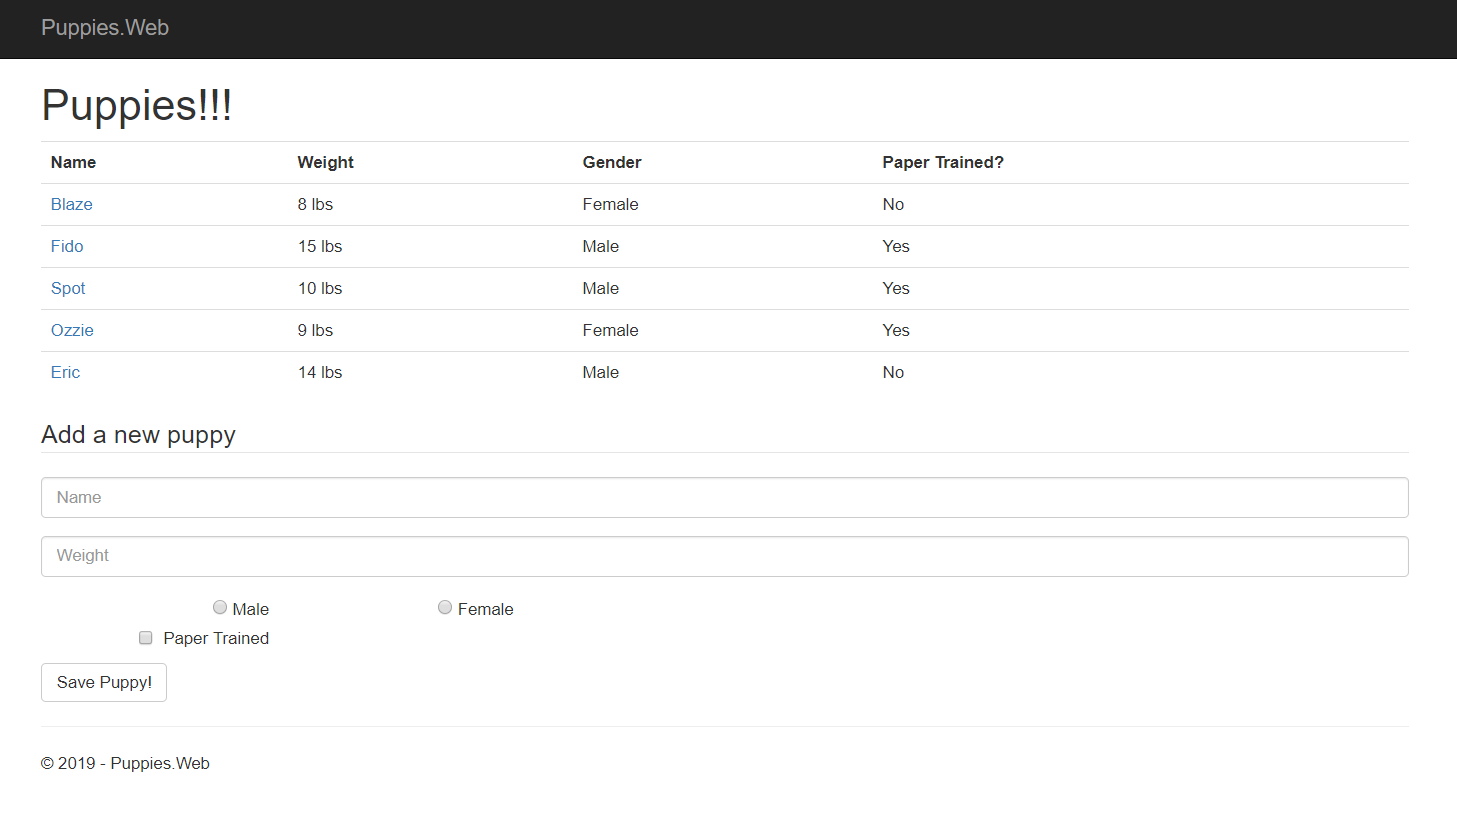 Puppies.Web
Puppies!!!
Name Weight Gender Paper Trained?
Blaze 8 lbs Female No
Fido 15 lbs Male Yes
Spot 10 lbs Male Yes
Ozzie 9 lbs Female Yes
Eric 14 lbs Male No
Add a new puppy
Name
Weight
Male Female
Paper Trained
Save Puppy!
© 2019 - Puppies.Web